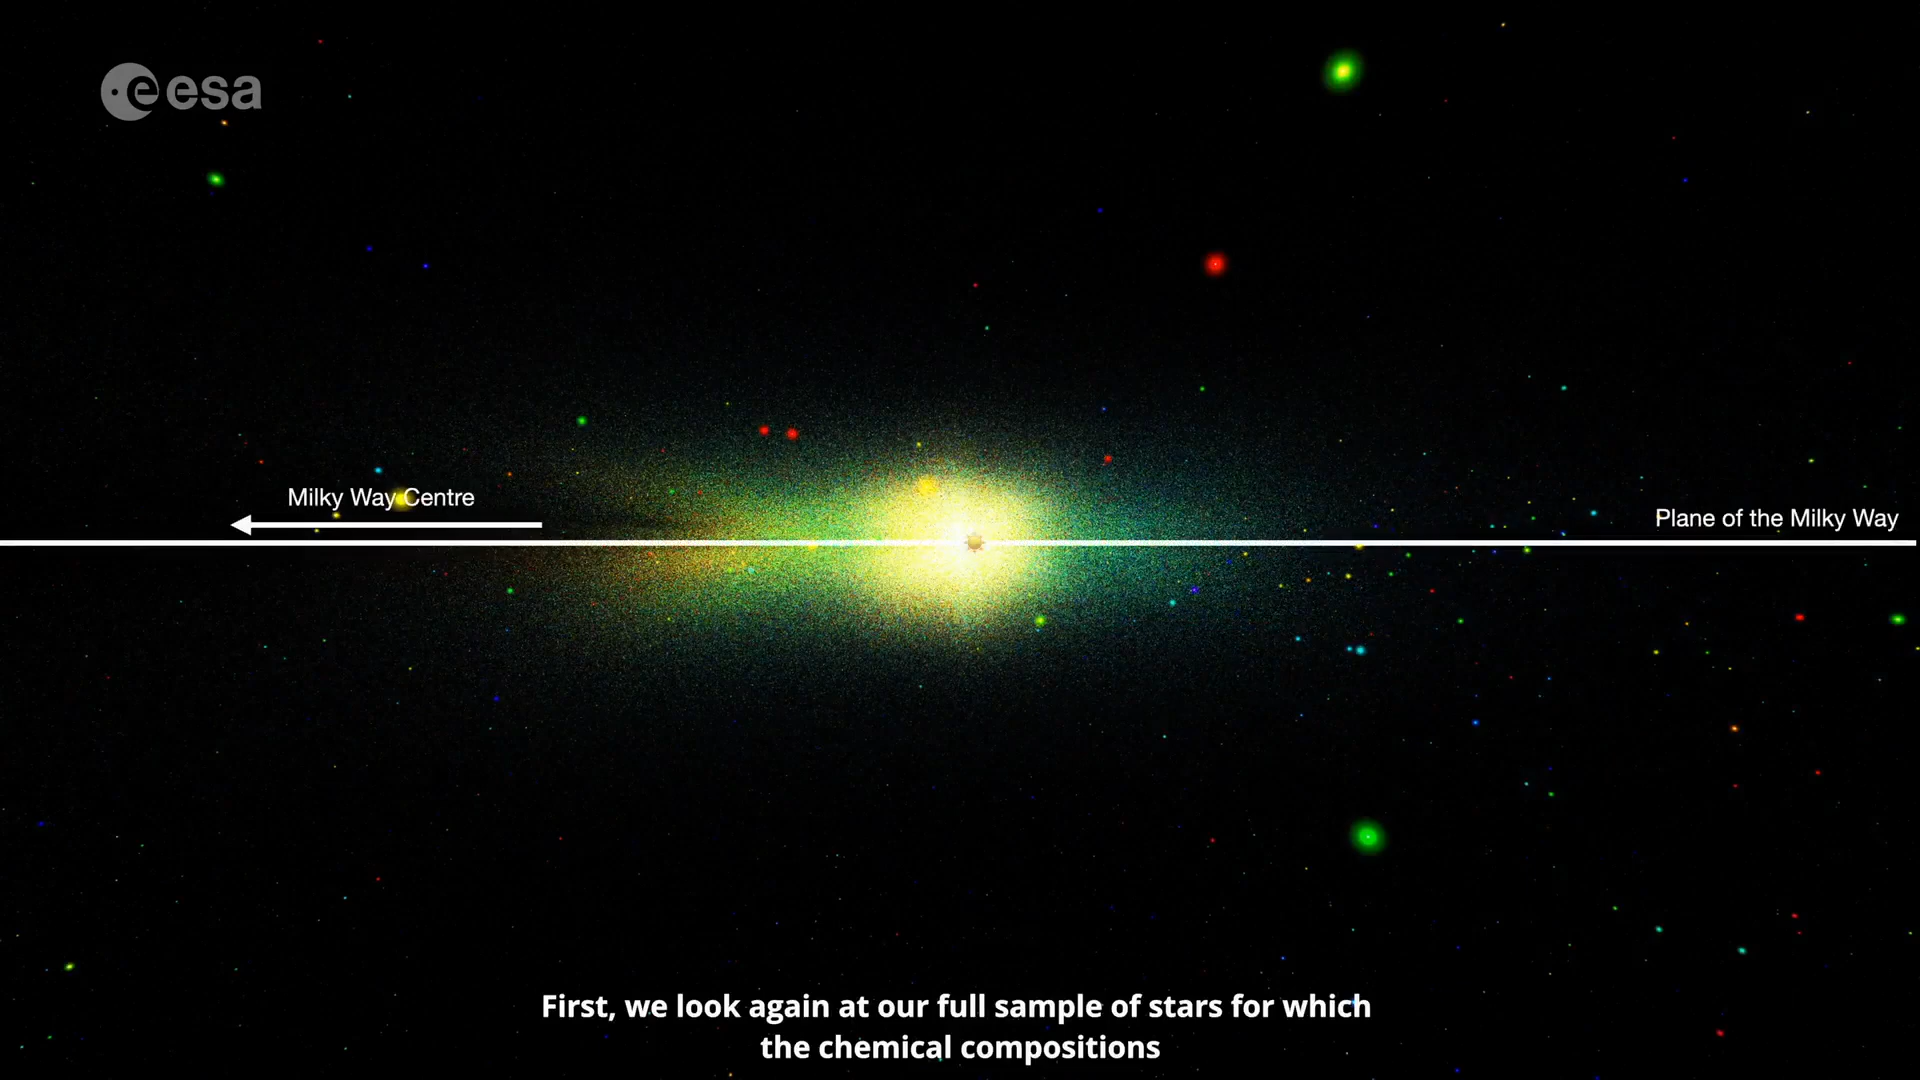 esa
Milky Way Centre
Plane of the Milky Way
First, we look again at our full sample of stars for which
the chemical compositions